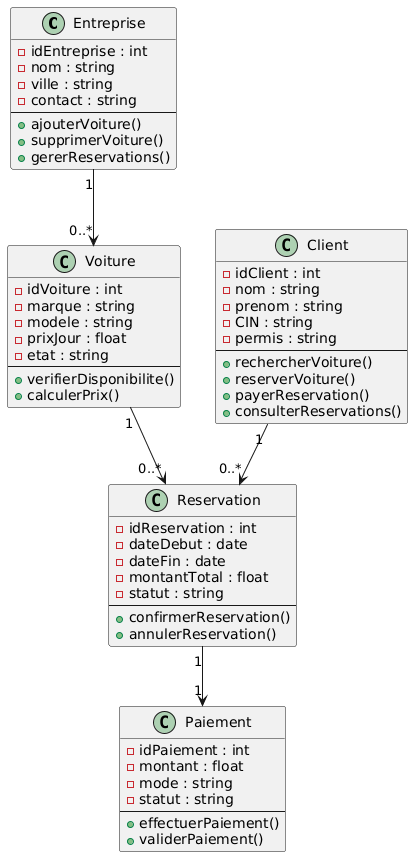 C Entreprise
idEntreprise : int
nom : string
ville : string
contact : string
ajouterVoiture()
supprimerVoiture()
gererReservations()
1
0..*
C Voiture
idVoiture : int
marque : string
modele : string
prixJour : float
etat : string
verifierDisponibilite()
calculerPrix()
C Client
idClient : int
nom : string
prenom : string
CIN : string
permis : string
rechercherVoiture()
reserverVoiture()
payerReservation()
consulterReservations()
1
0..*
1
0..*
C Reservation
idReservation : int
dateDebut : date
dateFin : date
montantTotal : float
statut : string
confirmerReservation()
annulerReservation()
1
1
C Paiement
idPaiement : int
montant : float
mode : string
statut : string
effectuerPaiement()
validerPaiement()